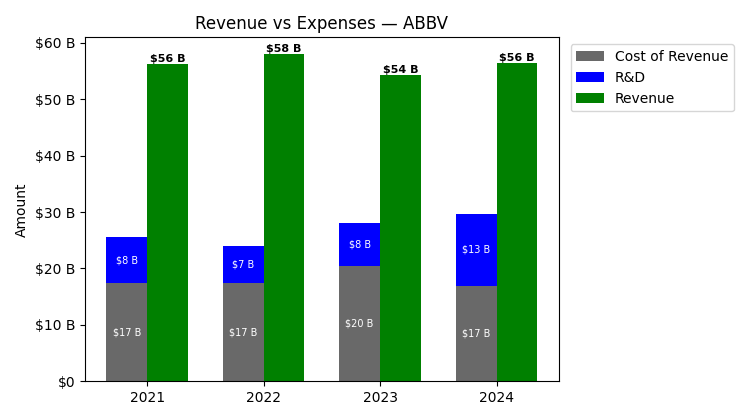 Revenue vs Expenses — ABBV
$60 B
$50 B
$40 B
$30 B
$20 B
$10 B
$0
Amount
$56 B
$58 B
$54 B
$56 B
$8 B
$7 B
$8 B
$13 B
$17 B
$17 B
$20 B
$17 B
2021
2022
2023
2024
Cost of Revenue
R&D
Revenue